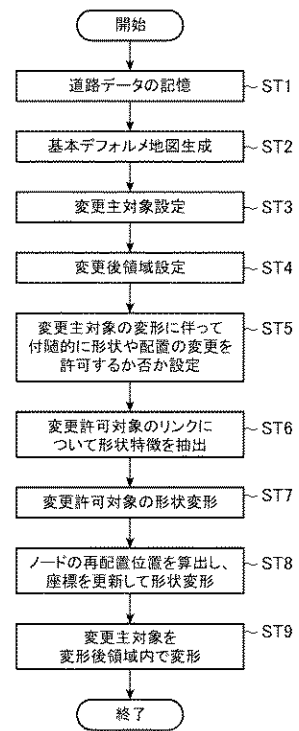 開始
道路データの記憶
ST1
基本デフォルメ地図生成
ST2
変更主対象設定
ST3
変更後領域設定
ST4
変更主対象の変形に伴って
付随的に形状や配置の変更を
許可するか否か設定
ST5
変更許可対象のリンクに
ついて形状特徴を抽出
ST6
変更許可対象の形状変形
ST7
ノードの再配置位置を算出し、
座標を更新して形状変形
ST8
変更主対象を
変形後領域内で変形
ST9
終了